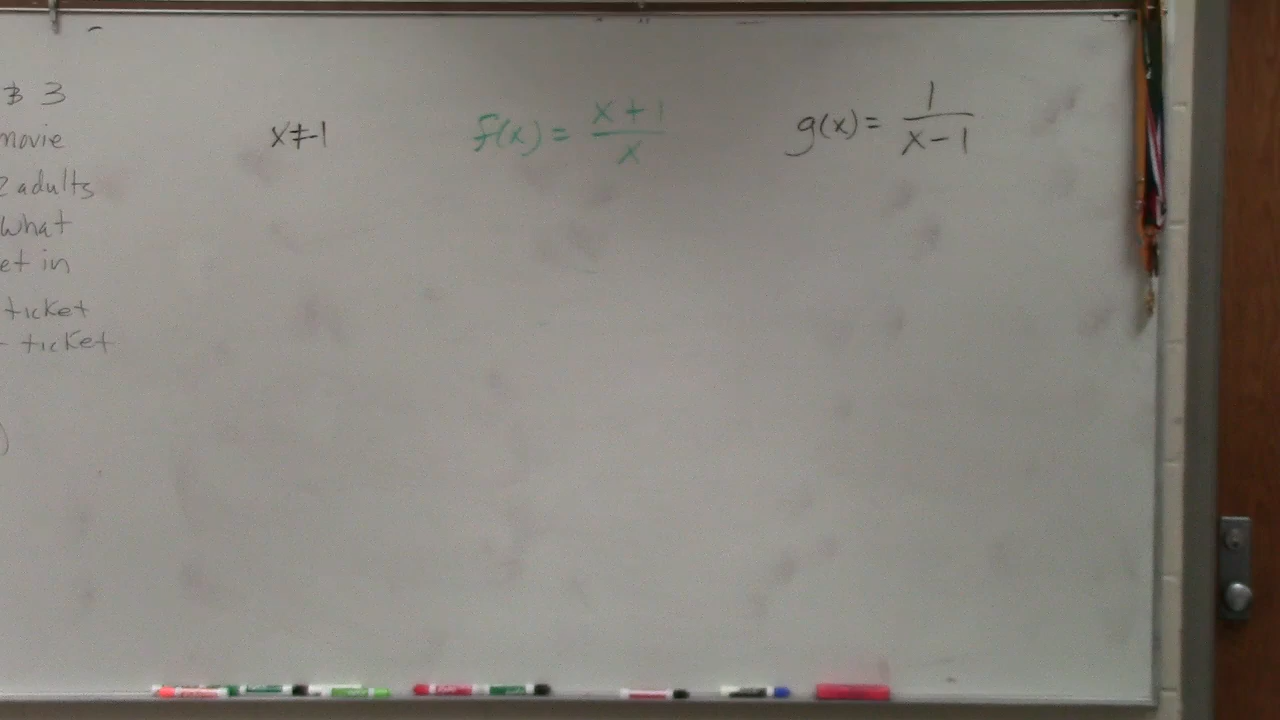 $ 3
movie
2 adults
what
et in
ticket
ticket
)
x≠-1
f(x) = (x+1)/x
g(x) = 1/(x-1)